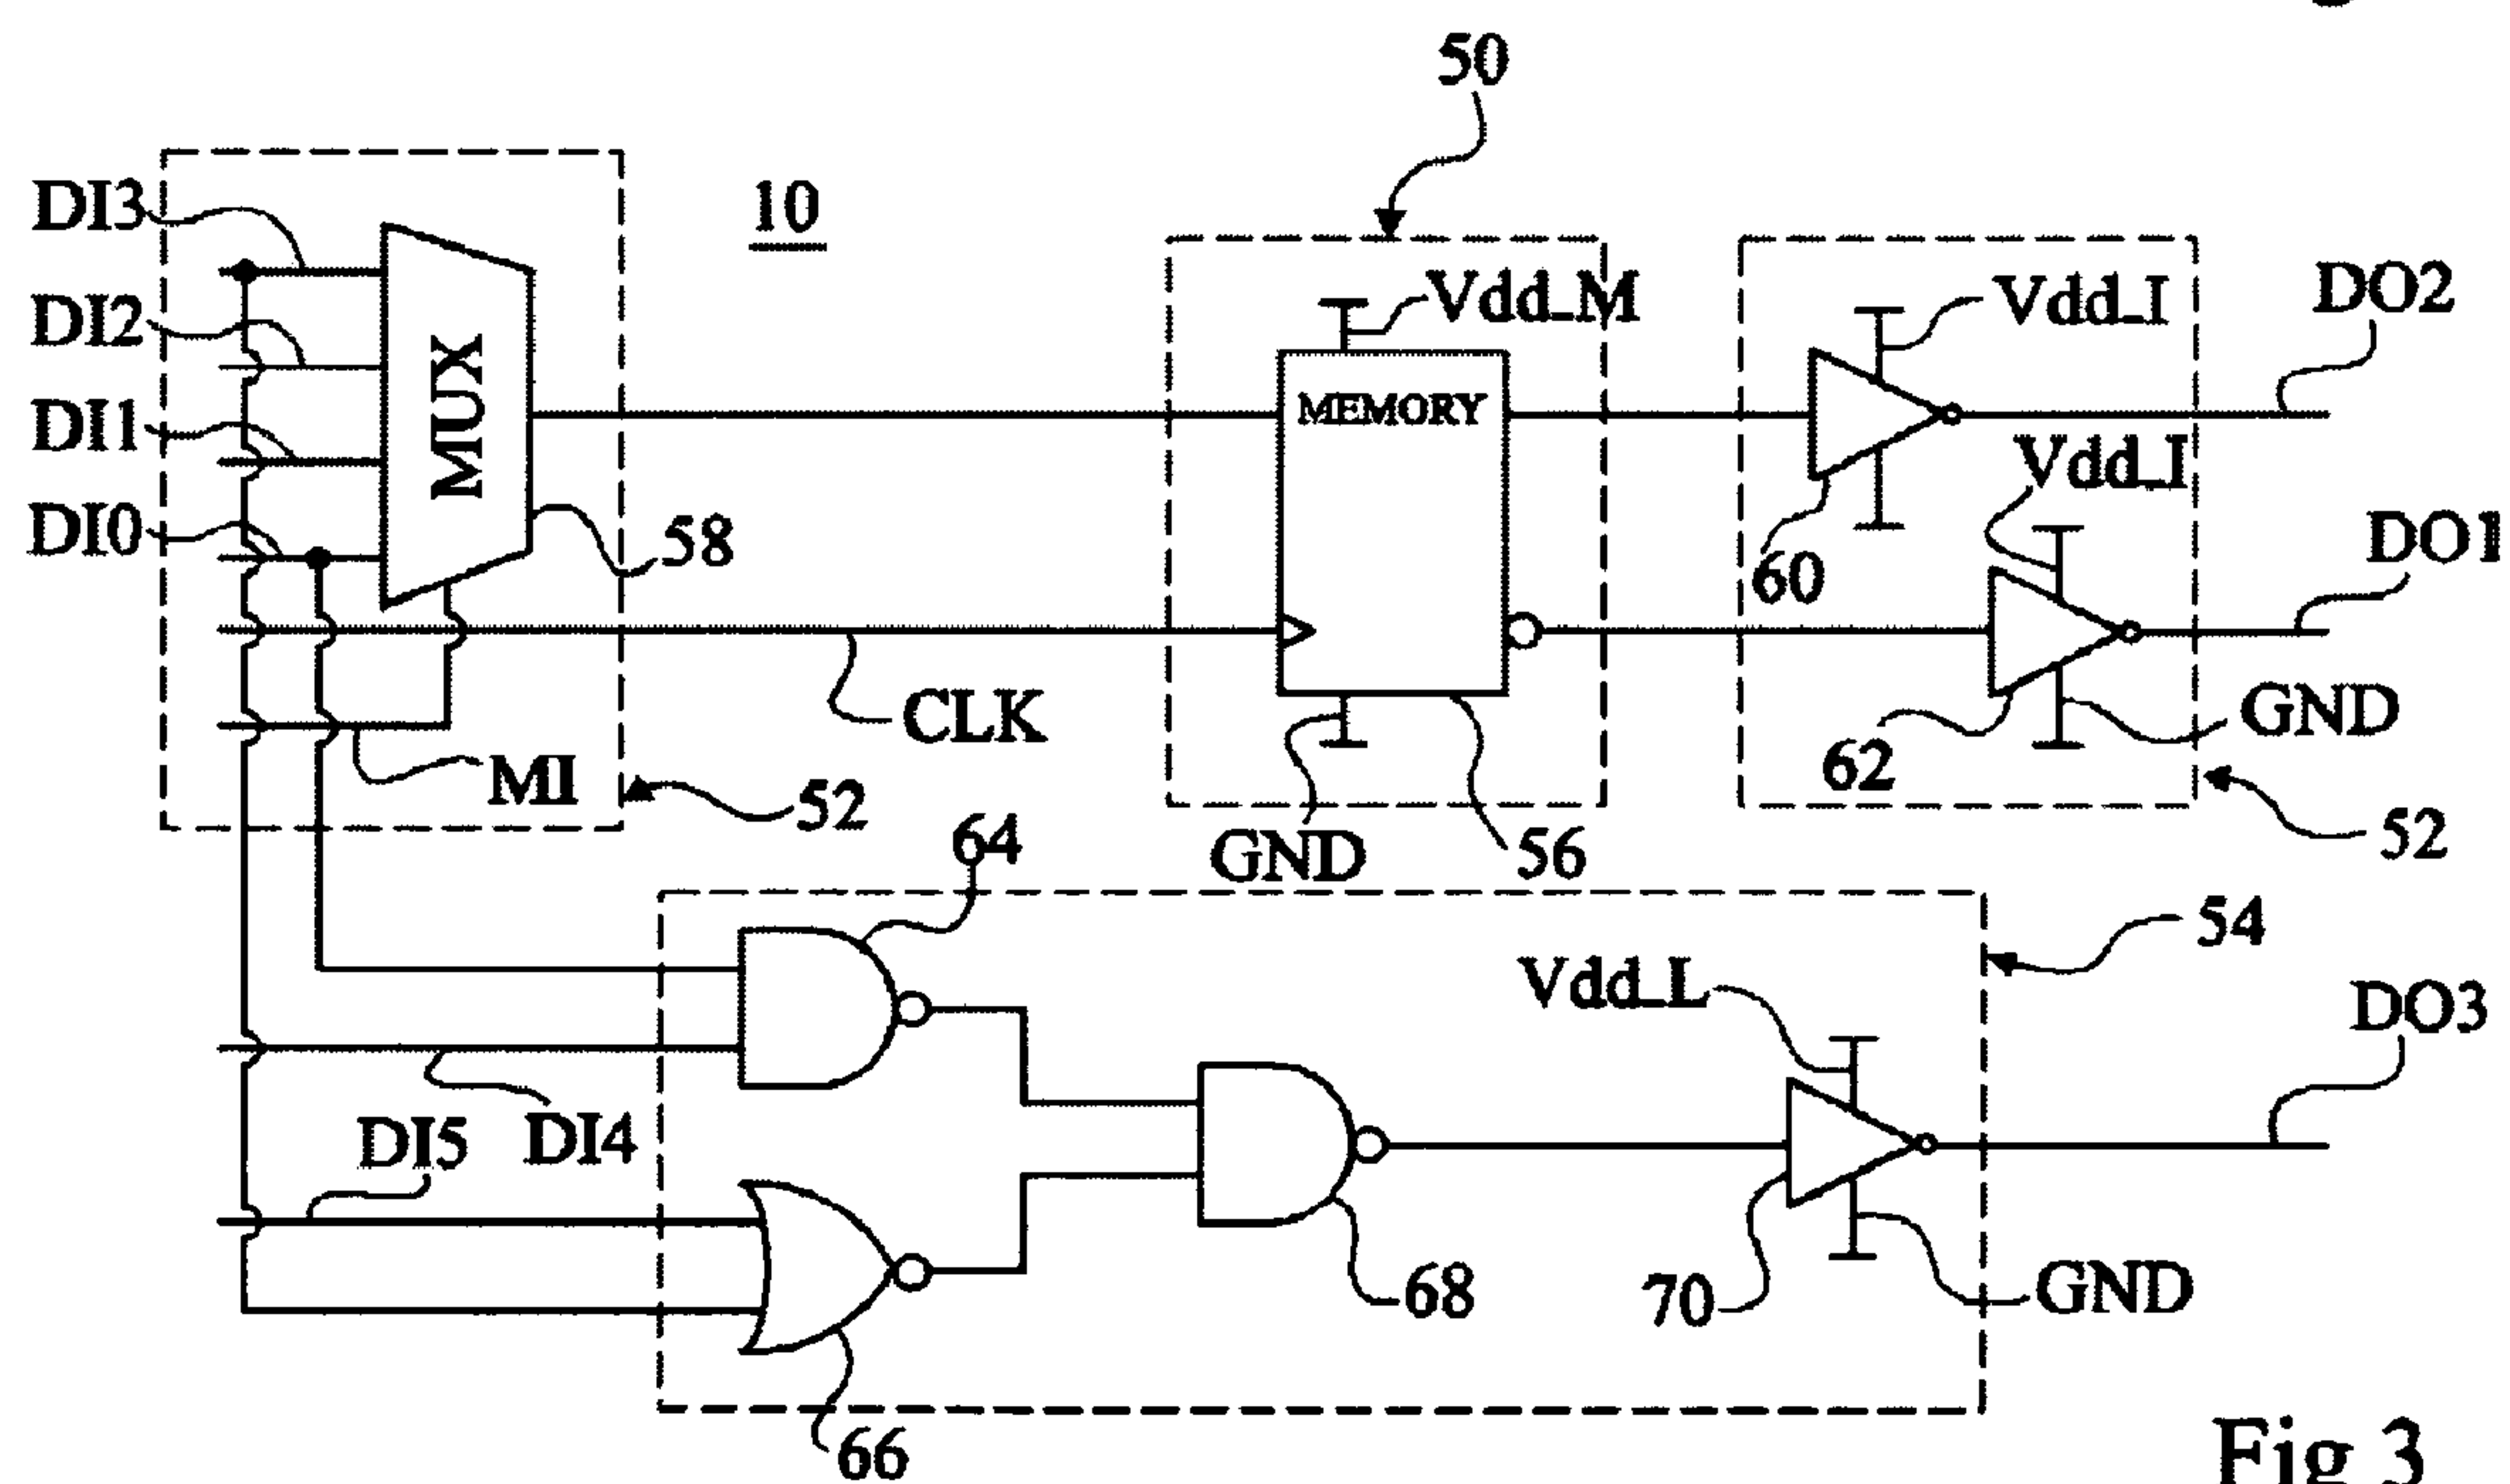 50
DI3
10
DI2
Vdd_M
Vdd_I
DO2
MUX
MEMORY
DI1
Vdd_I
DI0
58
60
DO1
CLK
GND
62
MI
52
64
GND
56
52
54
Vdd_L
DO3
DI5
DI4
68
70
GND
66
Fig 3